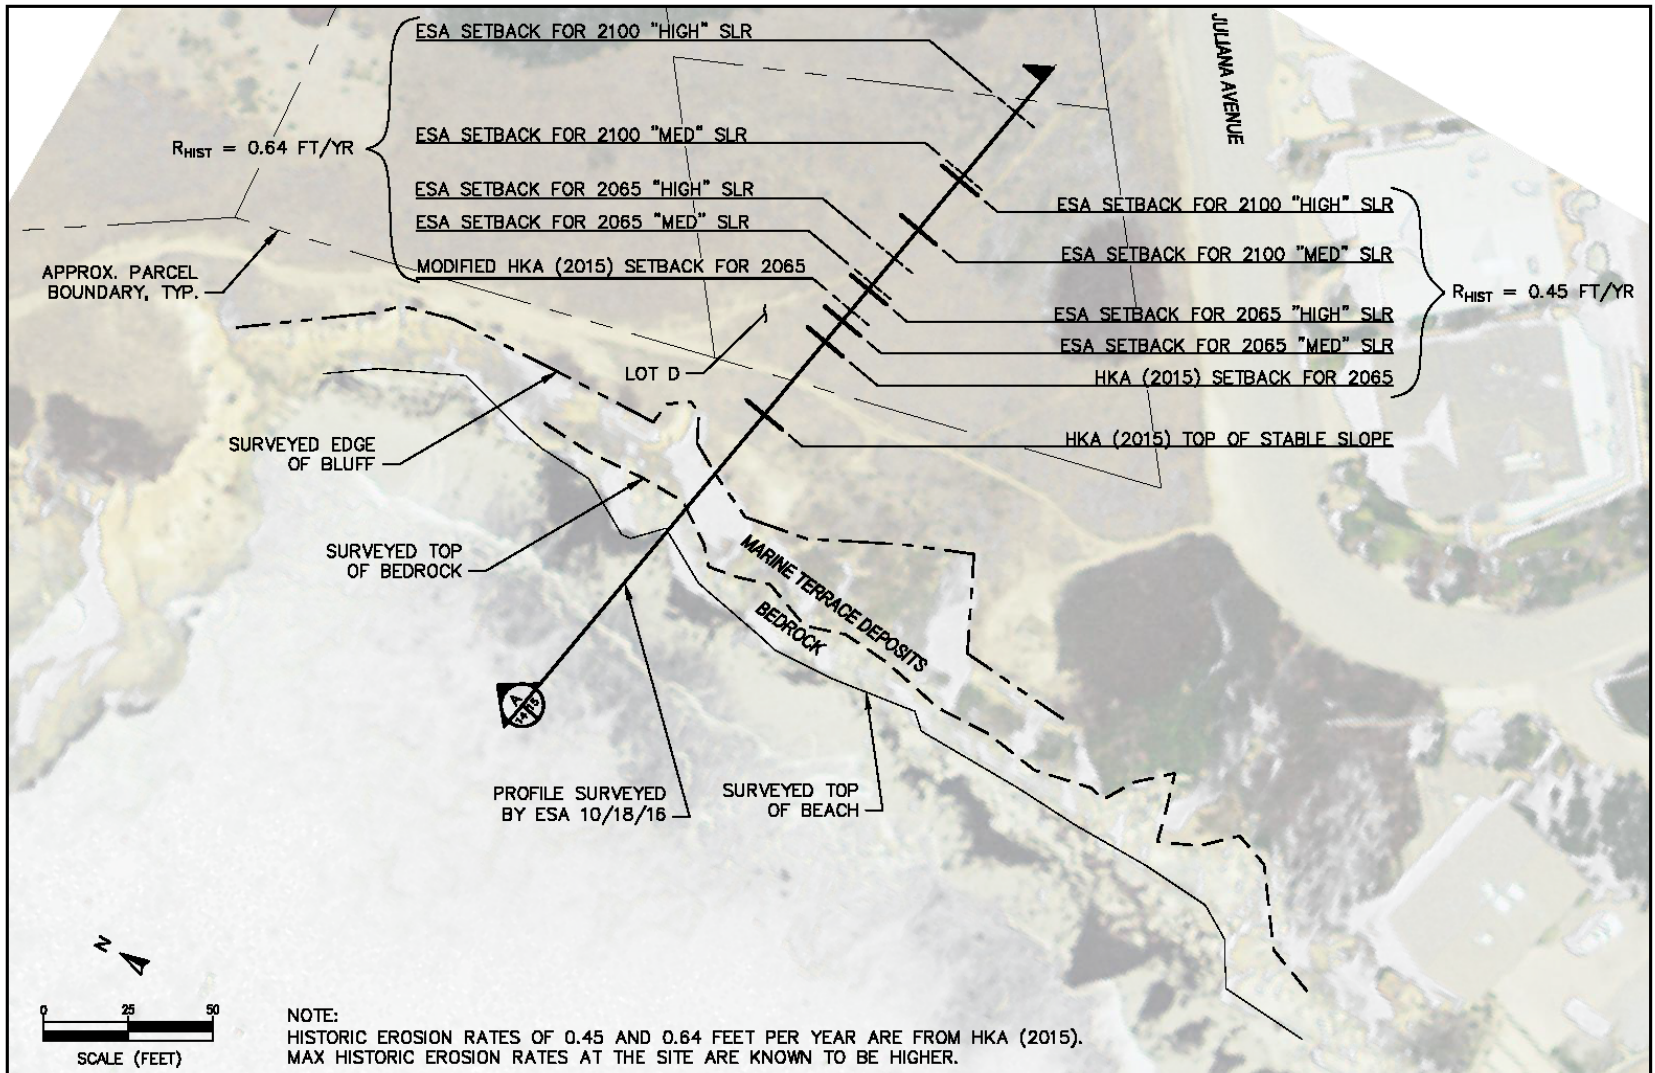 ESA SETBACK FOR 2100 "HIGH" SLR
JULIANA AVENUE
ESA SETBACK FOR 2100 "MED" SLR
R_HIST = 0.64 FT/YR
ESA SETBACK FOR 2065 "HIGH" SLR
ESA SETBACK FOR 2065 "MED" SLR
MODIFIED HKA (2015) SETBACK FOR 2065
ESA SETBACK FOR 2100 "HIGH" SLR
ESA SETBACK FOR 2100 "MED" SLR
R_HIST = 0.45 FT/YR
ESA SETBACK FOR 2065 "HIGH" SLR
ESA SETBACK FOR 2065 "MED" SLR
HKA (2015) SETBACK FOR 2065
HKA (2015) TOP OF STABLE SLOPE
APPROX. PARCEL
BOUNDARY, TYP.
LOT D
SURVEYED EDGE
OF BLUFF
SURVEYED TOP
OF BEDROCK
MARINE TERRACE DEPOSITS
BEDROCK
A
14 15
PROFILE SURVEYED
BY ESA 10/18/16
SURVEYED TOP
OF BEACH
N
0 25 50
SCALE (FEET)
NOTE:
HISTORIC EROSION RATES OF 0.45 AND 0.64 FEET PER YEAR ARE FROM HKA (2015).
MAX HISTORIC EROSION RATES AT THE SITE ARE KNOWN TO BE HIGHER.